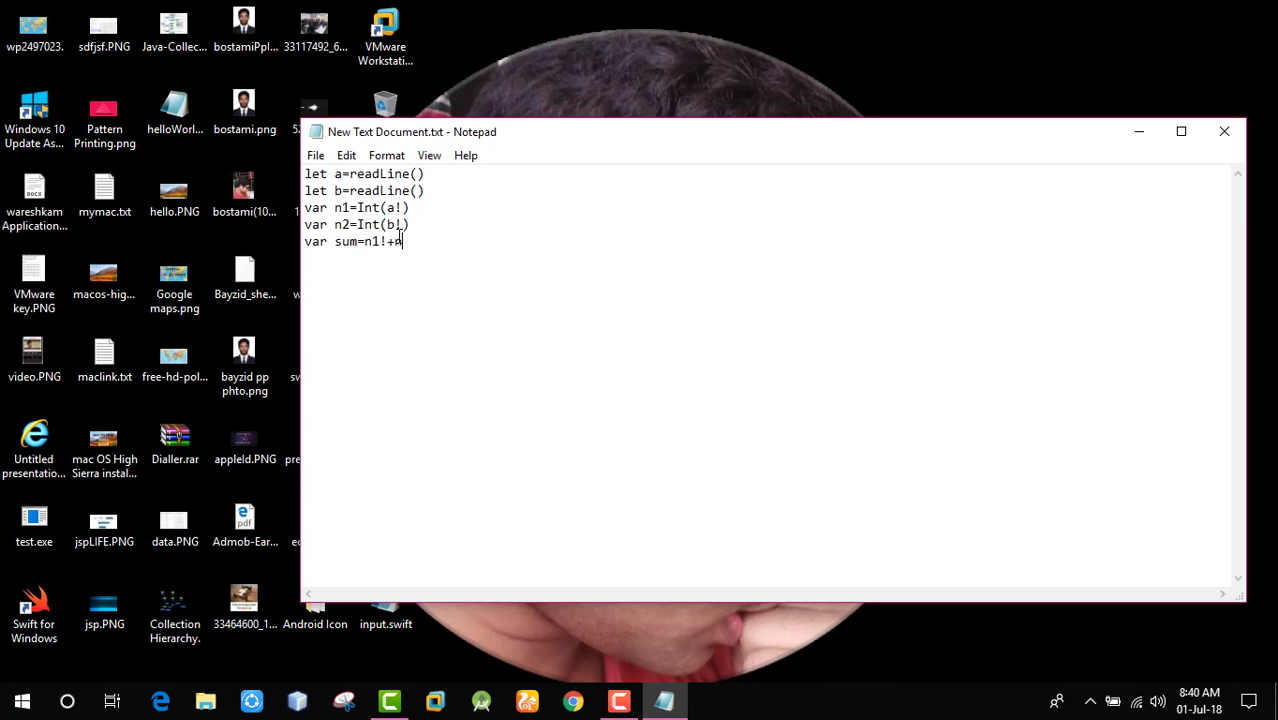 wp2497023.
sdfjsf.PNG
Java-Collec...
bostamiPpl...
33117492_6...
VMware
Workstati...
Windows 10
Update As...
Pattern
Printing.png
helloWorl...
bostami.png
New Text Document.txt - Notepad
File Edit Format View Help
let a=readLine()
let b=readLine()
var n1=Int(a!)
var n2=Int(b!)
var sum=n1!+n
wareshkam
Application...
mymac.txt
hello.PNG
bostami(10...
VMware
key.PNG
macos-hig...
Google
maps.png
Bayzid_she...
video.PNG
maclink.txt
free-hd-pol...
bayzid pp
phto.png
Untitled
presentatio...
mac OS High
Sierra instal...
Dialler.rar
appleId.PNG
test.exe
jspLIFE.PNG
data.PNG
Admob-Ear...
Swift for
Windows
jsp.PNG
Collection
Hierarchy.
33464600_1...
Android Icon
input.swift
8:40 AM
01-Jul-18